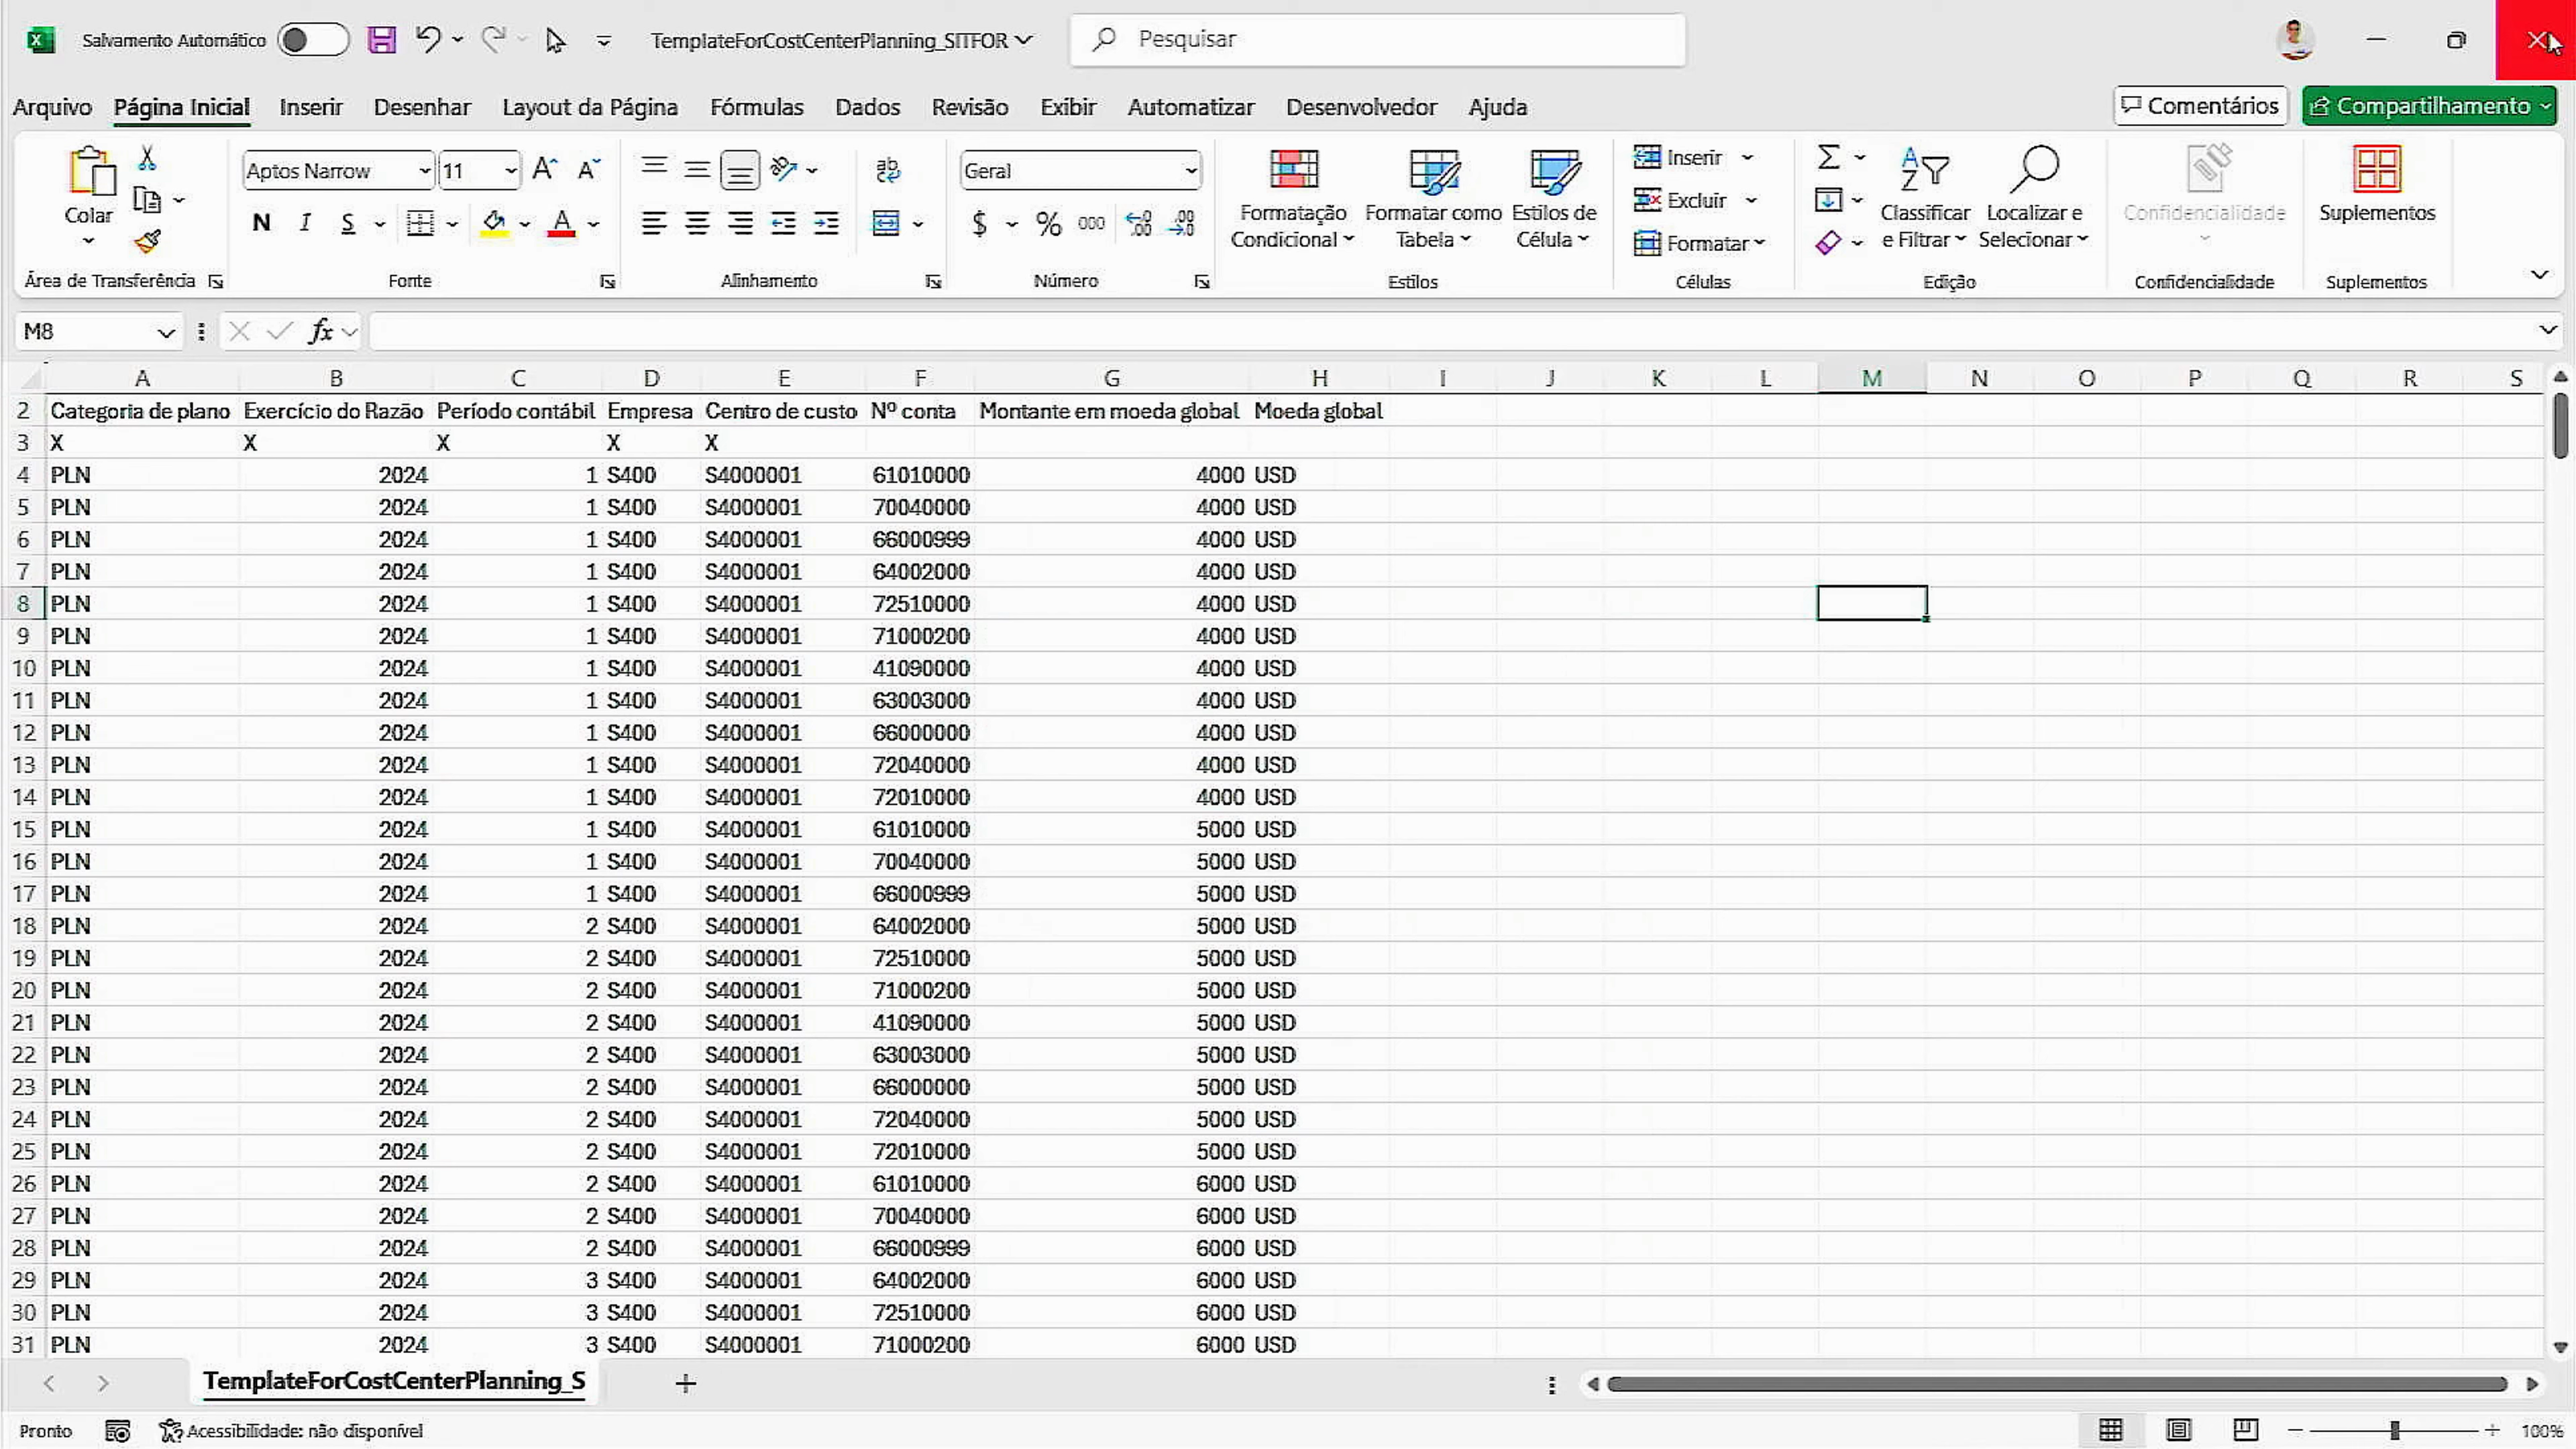 Salvamento Automático TemplateForCostCenterPlanning_SITFOR Pesquisar
Arquivo Página Inicial Inserir Desenhar Layout da Página Fórmulas Dados Revisão Exibir Automatizar Desenvolvedor Ajuda Comentários Compartilhamento
Colar Aptos Narrow 11 Geral Formatação Condicional Formatar como Tabela Estilos de Célula Inserir Excluir Formatar Classificar e Filtrar Localizar e Selecionar Confidencialidade Suplementos
N I S $ % 000
Área de Transferência Fonte Alinhamento Número Estilos Células Edição Confidencialidade Suplementos
M8 fx
A B C D E F G H I J K L M N O P Q R S
2 Categoria de plano Exercício do Razão Período contábil Empresa Centro de custo Nº conta Montante em moeda global Moeda global
3 X X X X X
4 PLN 2024 1 S400 S4000001 61010000 4000 USD
5 PLN 2024 1 S400 S4000001 70040000 4000 USD
6 PLN 2024 1 S400 S4000001 66000999 4000 USD
7 PLN 2024 1 S400 S4000001 64002000 4000 USD
8 PLN 2024 1 S400 S4000001 72510000 4000 USD
9 PLN 2024 1 S400 S4000001 71000200 4000 USD
10 PLN 2024 1 S400 S4000001 41090000 4000 USD
11 PLN 2024 1 S400 S4000001 63003000 4000 USD
12 PLN 2024 1 S400 S4000001 66000000 4000 USD
13 PLN 2024 1 S400 S4000001 72040000 4000 USD
14 PLN 2024 1 S400 S4000001 72010000 4000 USD
15 PLN 2024 1 S400 S4000001 61010000 5000 USD
16 PLN 2024 1 S400 S4000001 70040000 5000 USD
17 PLN 2024 1 S400 S4000001 66000999 5000 USD
18 PLN 2024 2 S400 S4000001 64002000 5000 USD
19 PLN 2024 2 S400 S4000001 72510000 5000 USD
20 PLN 2024 2 S400 S4000001 71000200 5000 USD
21 PLN 2024 2 S400 S4000001 41090000 5000 USD
22 PLN 2024 2 S400 S4000001 63003000 5000 USD
23 PLN 2024 2 S400 S4000001 66000000 5000 USD
24 PLN 2024 2 S400 S4000001 72040000 5000 USD
25 PLN 2024 2 S400 S4000001 72010000 5000 USD
26 PLN 2024 2 S400 S4000001 61010000 6000 USD
27 PLN 2024 2 S400 S4000001 70040000 6000 USD
28 PLN 2024 2 S400 S4000001 66000999 6000 USD
29 PLN 2024 3 S400 S4000001 64002000 6000 USD
30 PLN 2024 3 S400 S4000001 72510000 6000 USD
31 PLN 2024 3 S400 S4000001 71000200 6000 USD
TemplateForCostCenterPlanning_S
Pronto Acessibilidade: não disponível 100%